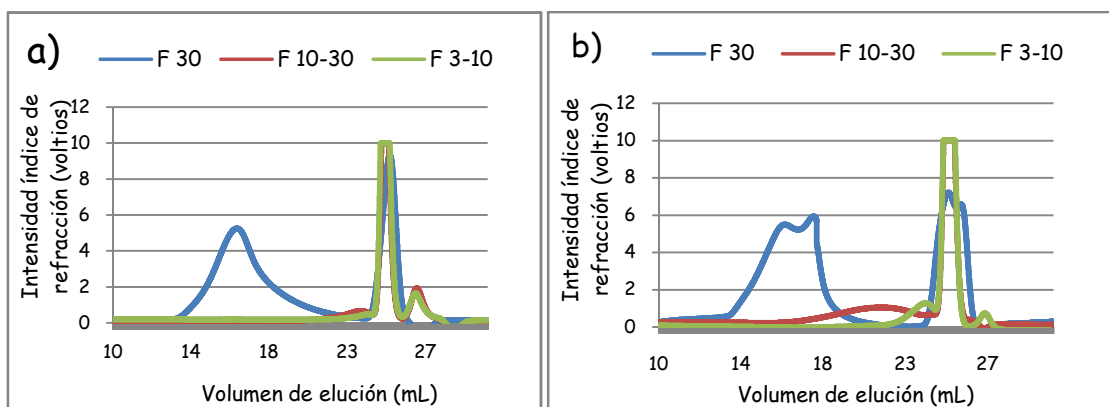 a)
F 30 F 10-30 F 3-10
Intensidad índice de
refracción (voltios)
12
10
8
6
4
2
0
10 14 18 23 27
Volumen de elución (mL)
b)
F 30 F 10-30 F 3-10
Intensidad índice de
refracción (voltios)
12
10
8
6
4
2
0
10 14 18 23 27
Volumen de elución (mL)